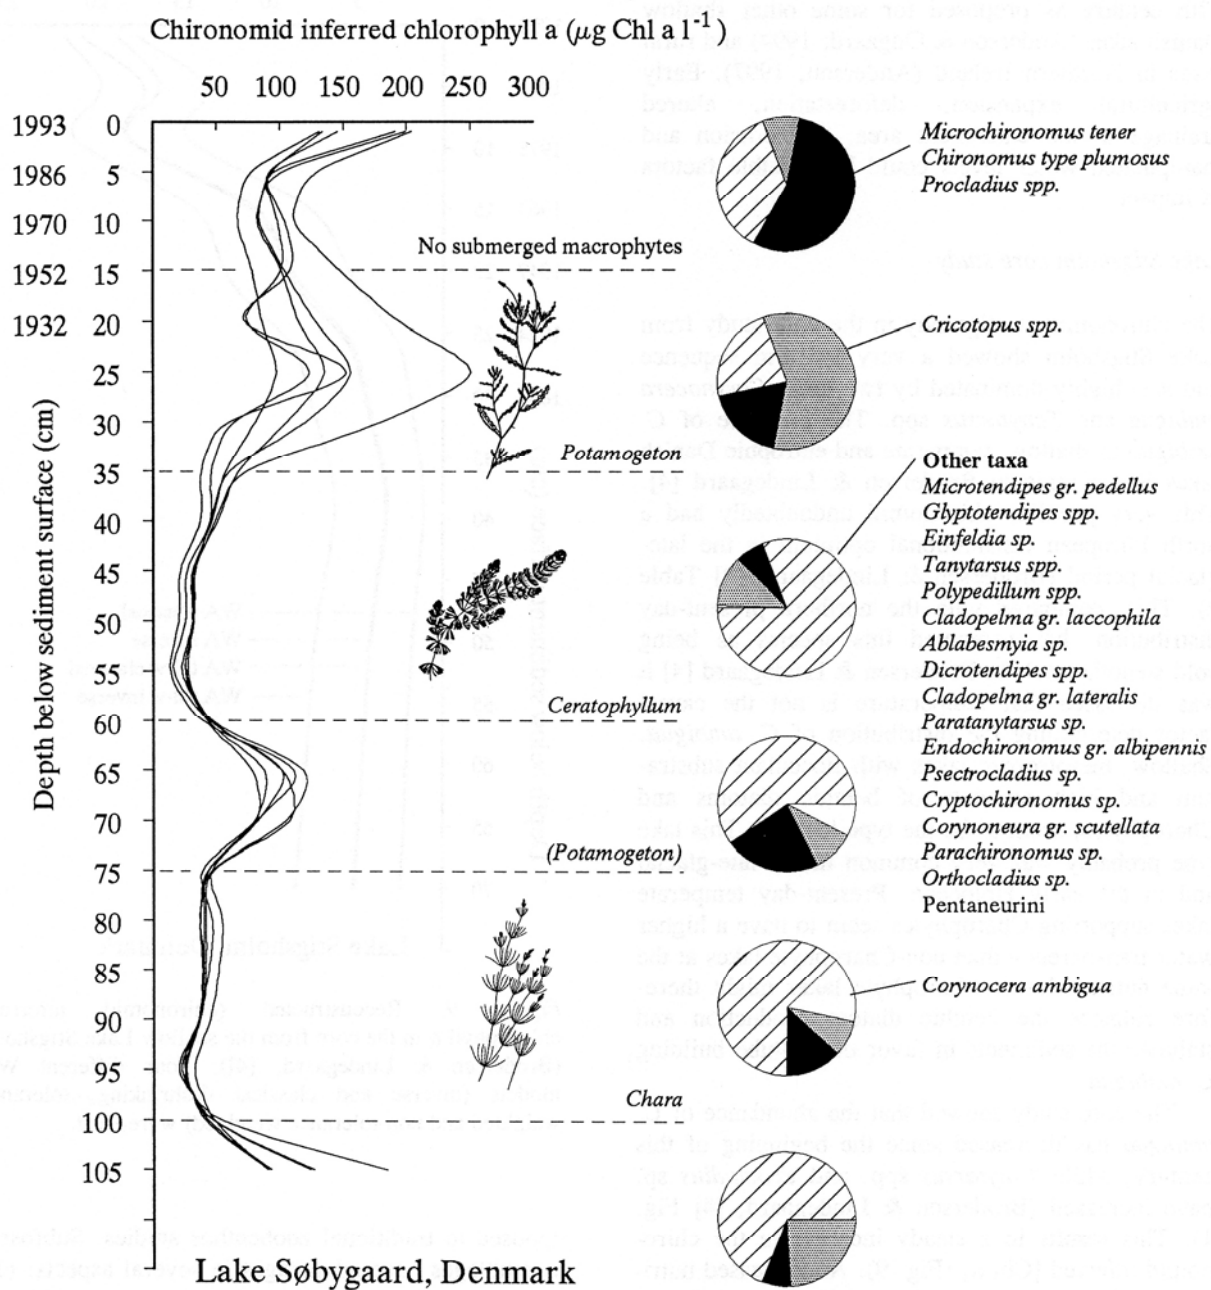 Chironomid inferred chlorophyll a (µg Chl a l⁻¹)
50 100 150 200 250 300
1993 0
1986 5
1970 10
1952 15
1932 20
25
30
35
40
45
50
55
60
65
70
75
80
85
90
95
100
105
Depth below sediment surface (cm)
No submerged macrophytes
Potamogeton
Ceratophyllum
(Potamogeton)
Chara
Microchironomus tener
Chironomus type plumosus
Procladius spp.
Cricotopus spp.
Other taxa
Microtendipes gr. pedellus
Glyptotendipes spp.
Einfeldia sp.
Tanytarsus spp.
Polypedillum spp.
Cladopelma gr. laccophila
Ablabesmyia sp.
Dicrotendipes spp.
Cladopelma gr. lateralis
Paratanytarsus sp.
Endochironomus gr. albipennis
Psectrocladius sp.
Cryptochironomus sp.
Corynoneura gr. scutellata
Parachironomus sp.
Orthocladius sp.
Pentaneurini
Corynocera ambigua
Lake Søbygaard, Denmark